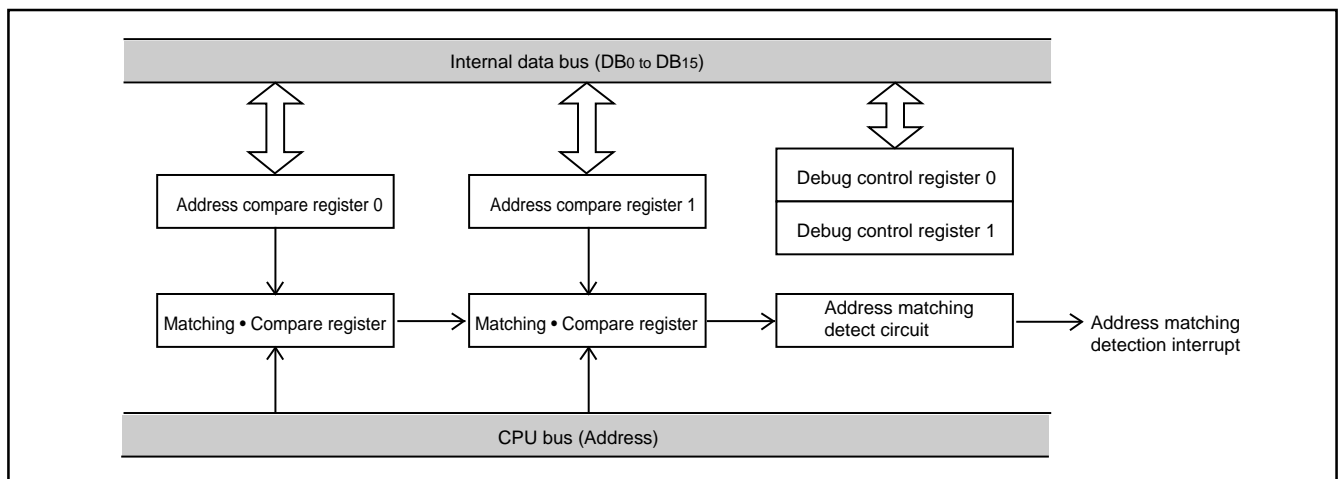 Internal data bus (DB0 to DB15)
Address compare register 0
Address compare register 1
Debug control register 0
Debug control register 1
Matching • Compare register
Matching • Compare register
Address matching
detect circuit
Address matching
detection interrupt
CPU bus (Address)